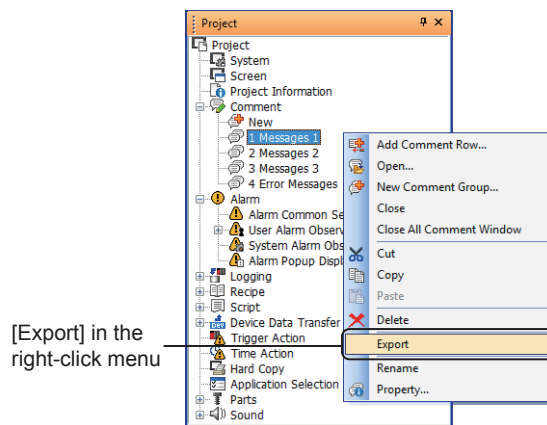 Project
Project
System
Screen
Project Information
Comment
New
1 Messages 1
2 Messages 2
3 Messages 3
4 Error Messages
Alarm
Alarm Common Se
User Alarm Observ
System Alarm Obs
Alarm Popup Displ
Logging
Recipe
Script
Device Data Transfer
Trigger Action
Time Action
Hard Copy
Application Selection
Parts
Sound
Add Comment Row...
Open...
New Comment Group...
Close
Close All Comment Window
Cut
Copy
Paste
Delete
Export
Rename
Property...
[Export] in the
right-click menu